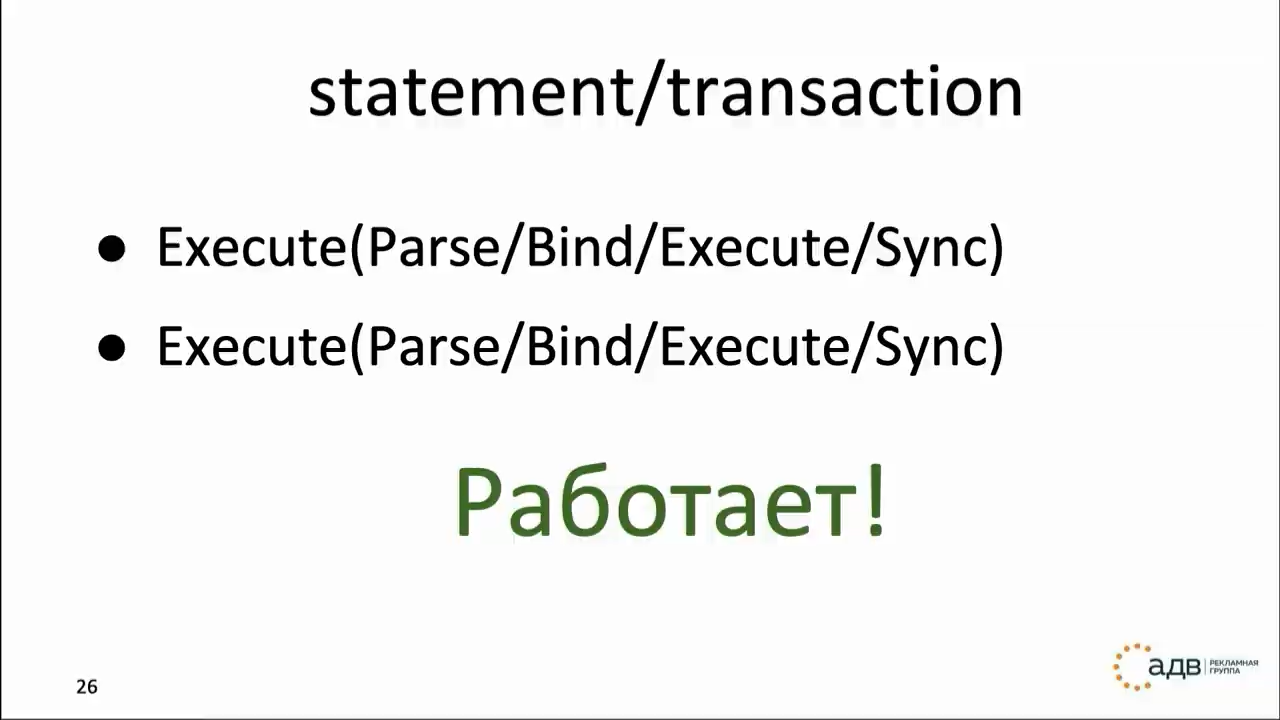 statement/transaction
● Execute(Parse/Bind/Execute/Sync)
● Execute(Parse/Bind/Execute/Sync)
Работает!
26
адв РЕКЛАМНАЯ
ГРУППА